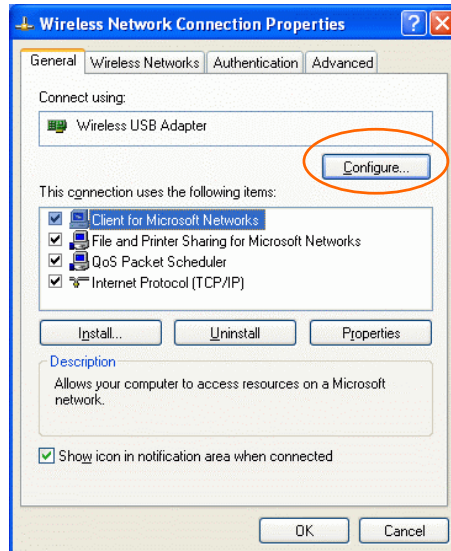 Wireless Network Connection Properties ?
General Wireless Networks Authentication Advanced
Connect using:
Wireless USB Adapter
Configure...
This connection uses the following items:
Client for Microsoft Networks
File and Printer Sharing for Microsoft Networks
QoS Packet Scheduler
Internet Protocol (TCP/IP)
Install... Uninstall Properties
Description
Allows your computer to access resources on a Microsoft
network.
Show icon in notification area when connected
OK Cancel